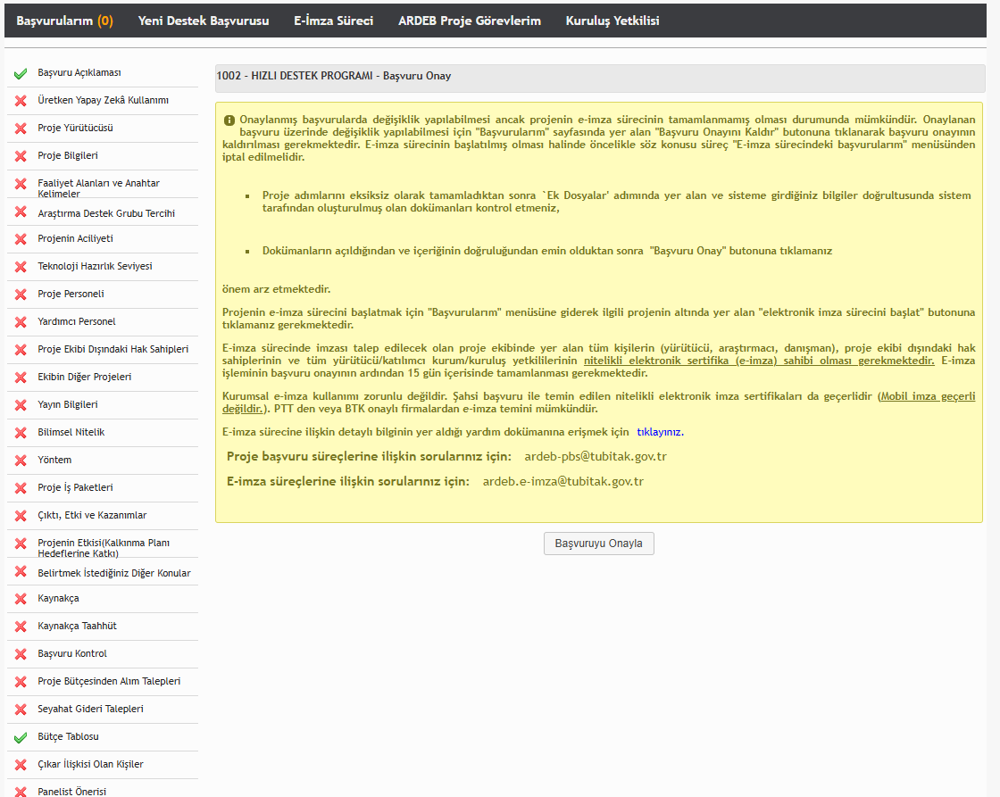 Başvurularım (0) Yeni Destek Başvurusu E-İmza Süreci ARDEB Proje Görevlerim Kuruluş Yetkilisi
Başvuru Açıklaması
Üretken Yapay Zekâ Kullanımı
Proje Yürütücüsü
Proje Bilgileri
Faaliyet Alanları ve Anahtar
Kelimeler
Araştırma Destek Grubu Tercihi
Projenin Aciliyeti
Teknoloji Hazırlık Seviyesi
Proje Personeli
Yardımcı Personel
Proje Ekibi Dışındaki Hak Sahipleri
Ekibin Diğer Projeleri
Yayın Bilgileri
Bilimsel Nitelik
Yöntem
Proje İş Paketleri
Çıktı, Etki ve Kazanımlar
Projenin Etkisi(Kalkınma Planı
Hedeflerine Katkı)
Belirtmek İstediğiniz Diğer Konular
Kaynakça
Kaynakça Taahhüt
Başvuru Kontrol
Proje Bütçesinden Alım Talepleri
Seyahat Gideri Talepleri
Bütçe Tablosu
Çıkar İlişkisi Olan Kişiler
Panelist Önerisi
1002 - HIZLI DESTEK PROGRAMI - Başvuru Onay
Onaylanmış başvurularda değişiklik yapılabilmesi ancak projenin e-imza sürecinin tamamlanmamış olması durumunda mümkündür. Onaylanan
başvuru üzerinde değişiklik yapılabilmesi için "Başvurularım" sayfasında yer alan "Başvuru Onayını Kaldır" butonuna tıklanarak başvuru onayının
kaldırılması gerekmektedir. E-imza sürecinin başlatılmış olması halinde öncelikle söz konusu süreç "E-imza sürecindeki başvurularım" menüsünden
iptal edilmelidir.
▪ Proje adımlarını eksiksiz olarak tamamladıktan sonra `Ek Dosyalar' adımında yer alan ve sisteme girdiğiniz bilgiler doğrultusunda sistem
tarafından oluşturulmuş olan dokümanları kontrol etmeniz,
▪ Dokümanların açıldığından ve içeriğinin doğruluğundan emin olduktan sonra "Başvuru Onay" butonuna tıklamanız
önem arz etmektedir.
Projenin e-imza sürecini başlatmak için "Başvurularım" menüsüne giderek ilgili projenin altında yer alan "elektronik imza sürecini başlat" butonuna
tıklamanız gerekmektedir.
E-imza sürecinde imzası talep edilecek olan proje ekibinde yer alan tüm kişilerin (yürütücü, araştırmacı, danışman), proje ekibi dışındaki hak
sahiplerinin ve tüm yürütücü/katılımcı kurum/kuruluş yetkililerinin nitelikli elektronik sertifika (e-imza) sahibi olması gerekmektedir. E-imza
işleminin başvuru onayının ardından 15 gün içerisinde tamamlanması gerekmektedir.
Kurumsal e-imza kullanımı zorunlu değildir. Şahsi başvuru ile temin edilen nitelikli elektronik imza sertifikaları da geçerlidir (Mobil imza geçerli
değildir.). PTT den veya BTK onaylı firmalardan e-imza temini mümkündür.
E-imza sürecine ilişkin detaylı bilginin yer aldığı yardım dokümanına erişmek için tıklayınız.
Proje başvuru süreçlerine ilişkin sorularınız için: ardeb-pbs@tubitak.gov.tr
E-imza süreçlerine ilişkin sorularınız için: ardeb.e-imza@tubitak.gov.tr
Başvuruyu Onayla